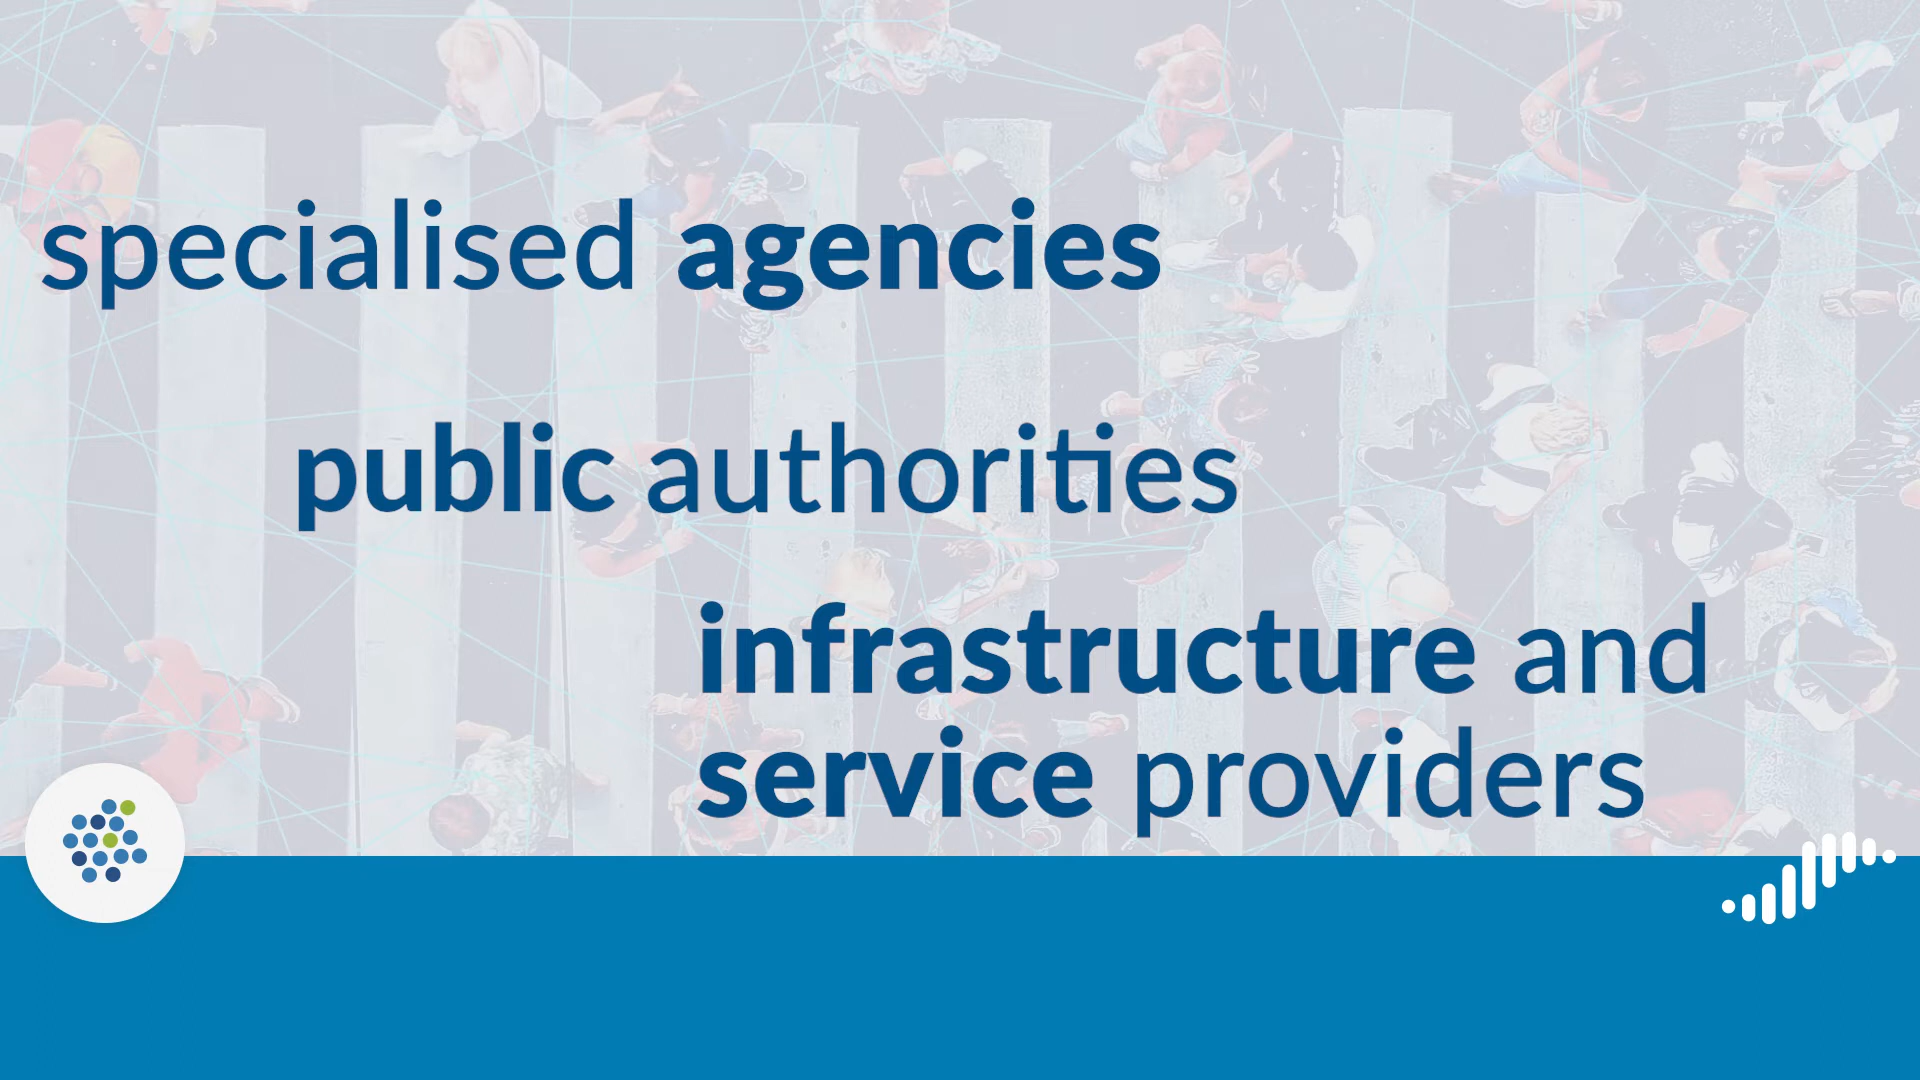 specialised agencies
public authorities
infrastructure and
service providers